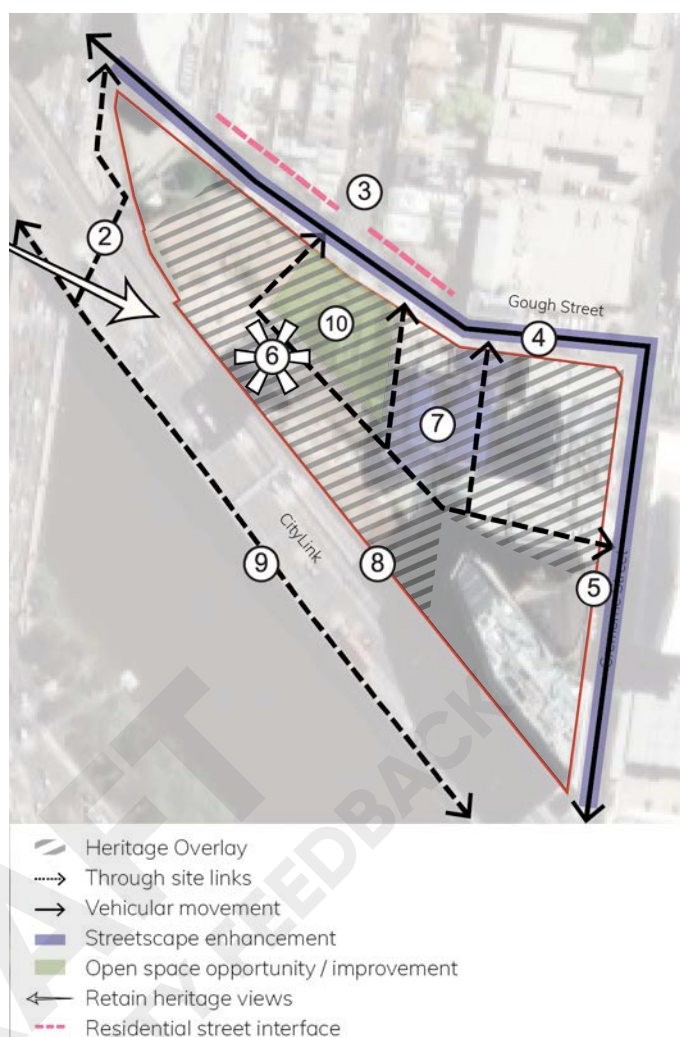 3
2
Gough Street
4
10
6
7
CityLink
9
8
5
Heritage Overlay
Through site links
Vehicular movement
Streetscape enhancement
Open space opportunity / improvement
Retain heritage views
Residential street interface